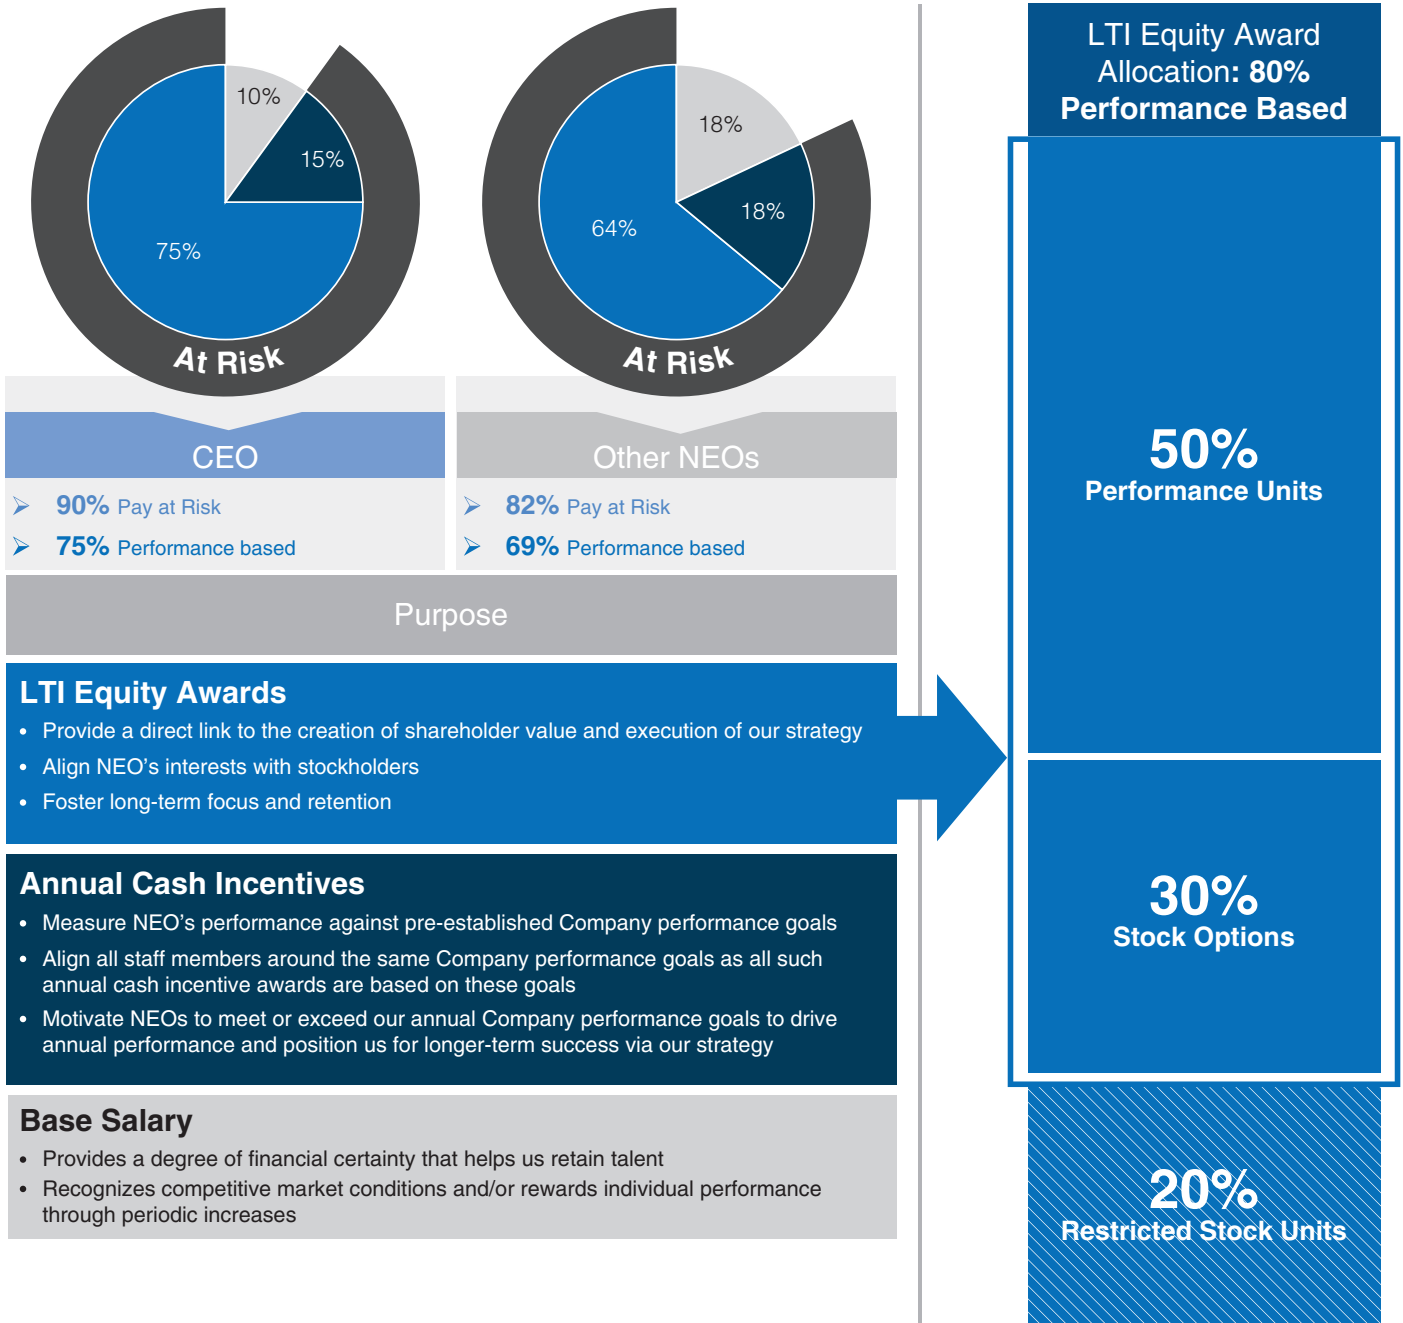 10%
15%
75%
At Risk
CEO
90% Pay at Risk
75% Performance based
18%
18%
64%
At Risk
Other NEOs
82% Pay at Risk
69% Performance based
Purpose
LTI Equity Awards
• Provide a direct link to the creation of shareholder value and execution of our strategy
• Align NEO's interests with stockholders
• Foster long-term focus and retention
Annual Cash Incentives
• Measure NEO's performance against pre-established Company performance goals
• Align all staff members around the same Company performance goals as all such
annual cash incentive awards are based on these goals
• Motivate NEOs to meet or exceed our annual Company performance goals to drive
annual performance and position us for longer-term success via our strategy
Base Salary
• Provides a degree of financial certainty that helps us retain talent
• Recognizes competitive market conditions and/or rewards individual performance
through periodic increases
LTI Equity Award
Allocation: 80%
Performance Based
50%
Performance Units
30%
Stock Options
20%
Restricted Stock Units